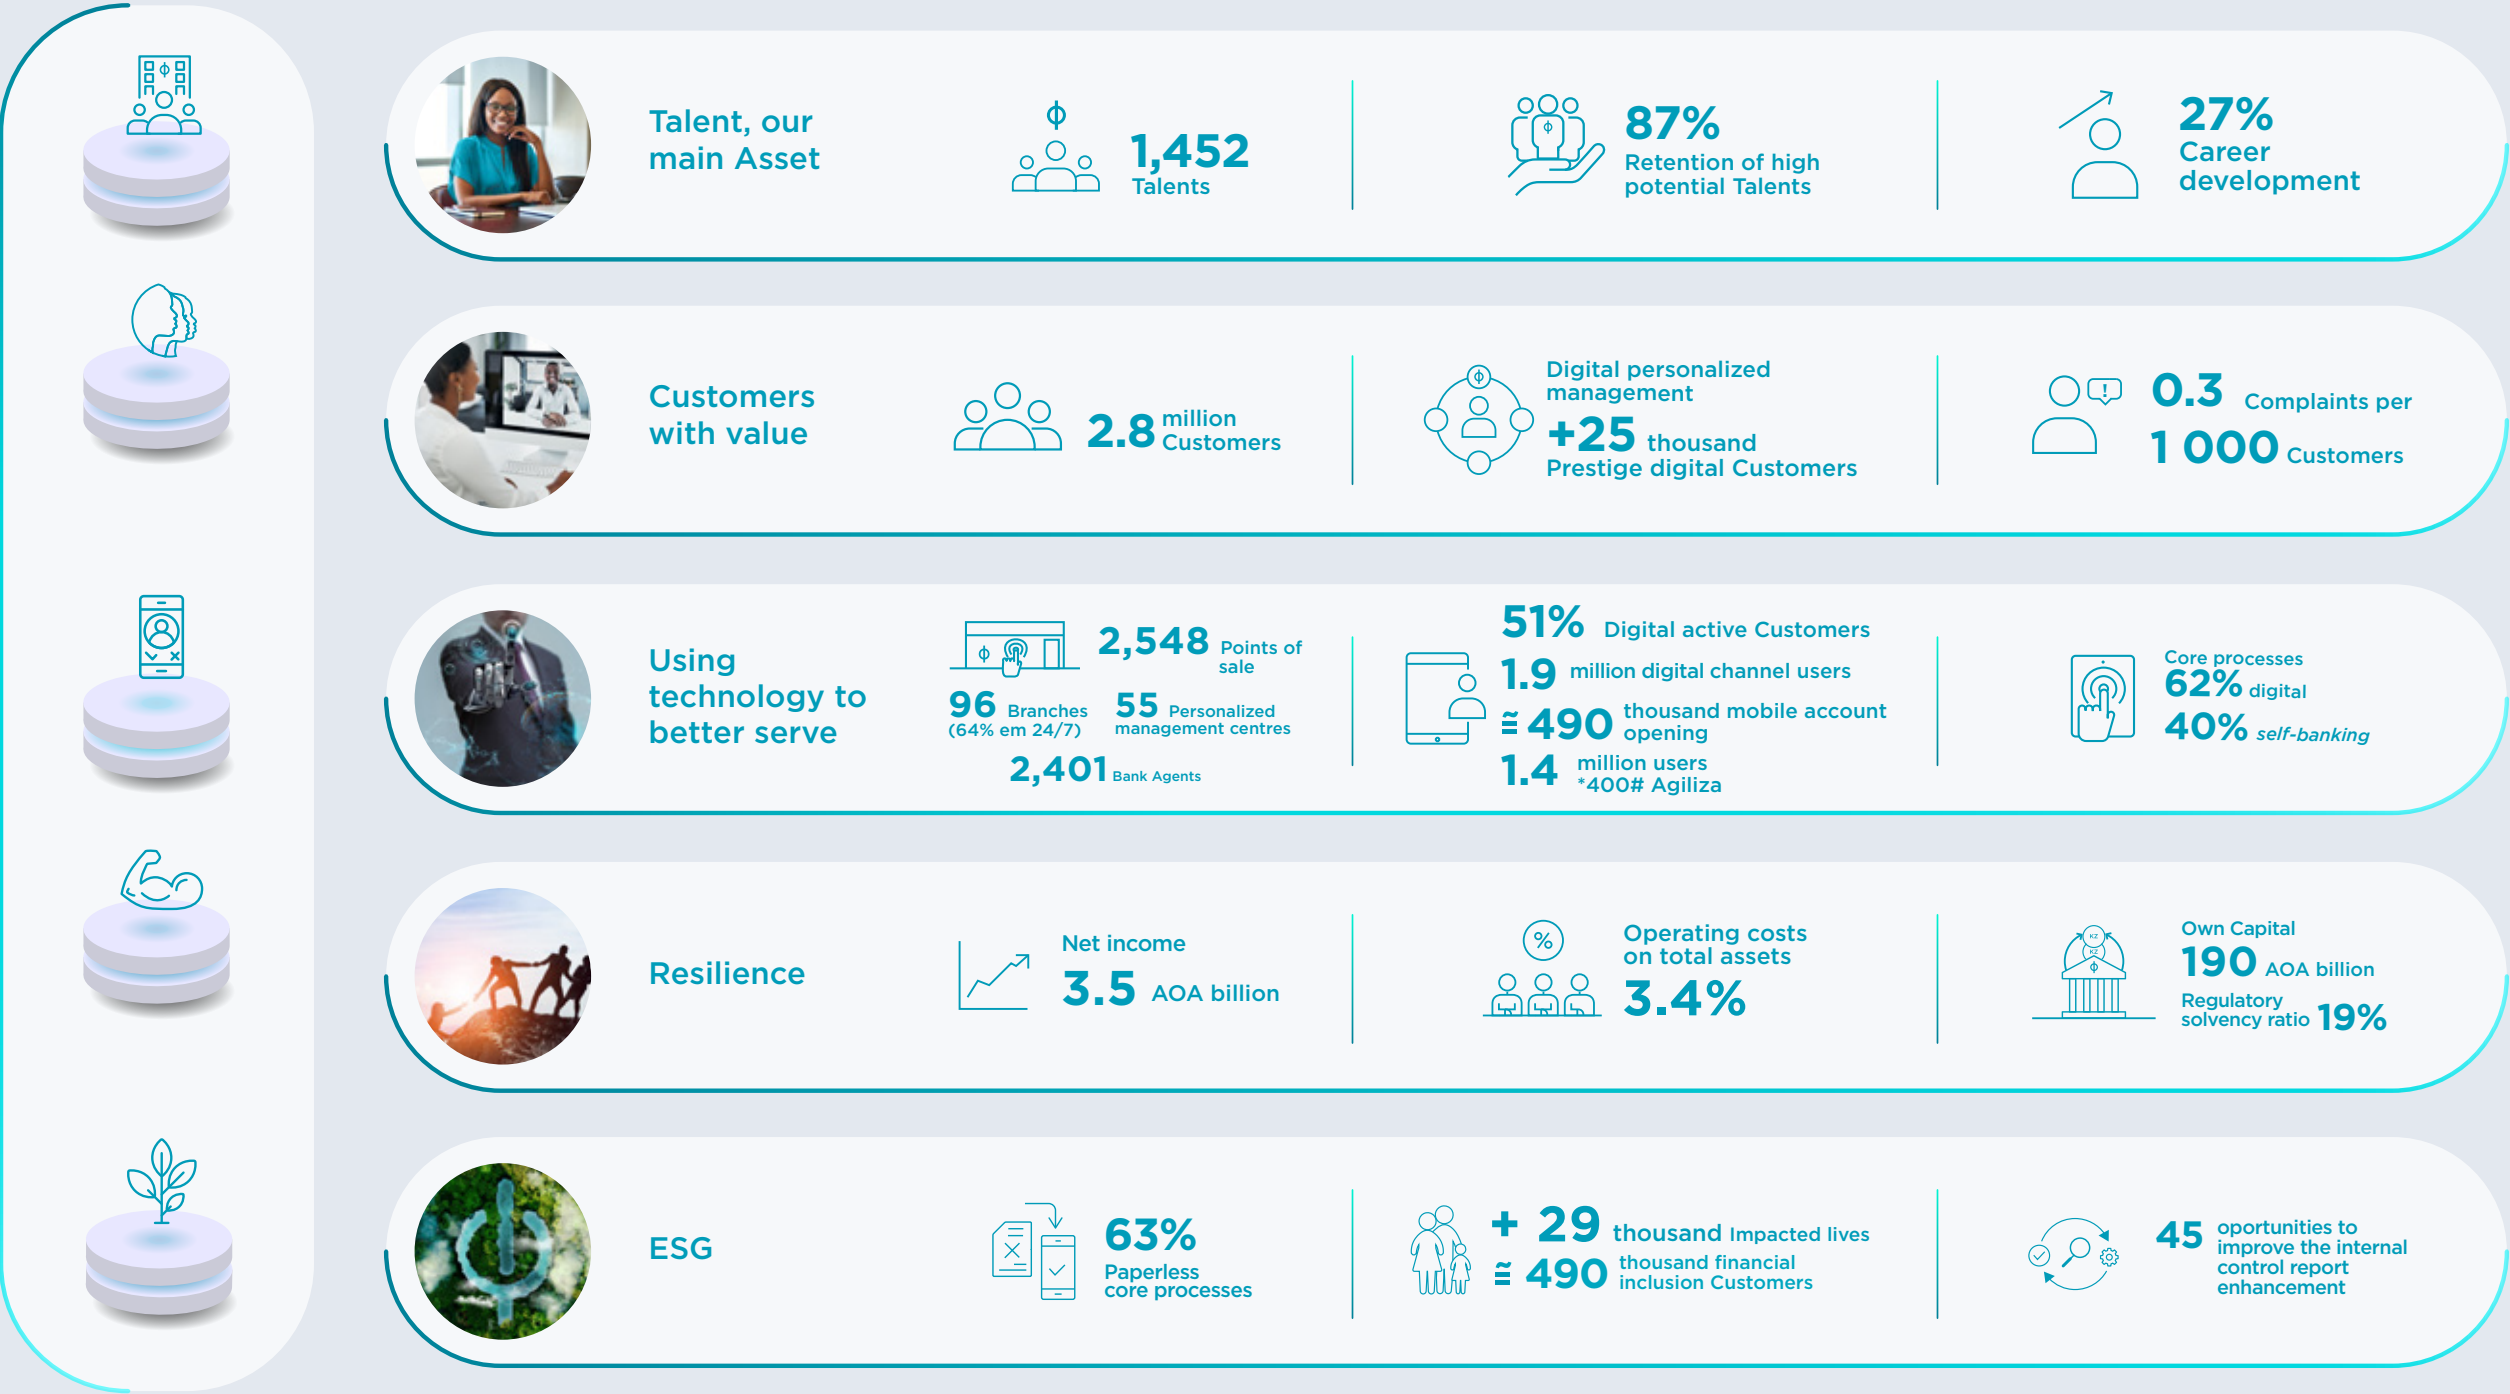 Talent, our
main Asset
1,452
Talents
87%
Retention of high
potential Talents
27%
Career
development
Customers
with value
2.8 million
Customers
Digital personalized
management
+25 thousand
Prestige digital Customers
0.3 Complaints per
1 000 Customers
Using
technology to
better serve
2,548 Points of
sale
96 Branches
(64% em 24/7)
55 Personalized
management centres
2,401 Bank Agents
51% Digital active Customers
1.9 million digital channel users
≅ 490 thousand mobile account
opening
1.4 million users
*400# Agiliza
Core processes
62% digital
40% self-banking
Resilience
Net income
3.5 AOA billion
%
Operating costs
on total assets
3.4%
KZ
KZ
Own Capital
190 AOA billion
Regulatory
solvency ratio 19%
ESG
63%
Paperless
core processes
+ 29 thousand Impacted lives
≅ 490 thousand financial
inclusion Customers
45 oportunities to
improve the internal
control report
enhancement